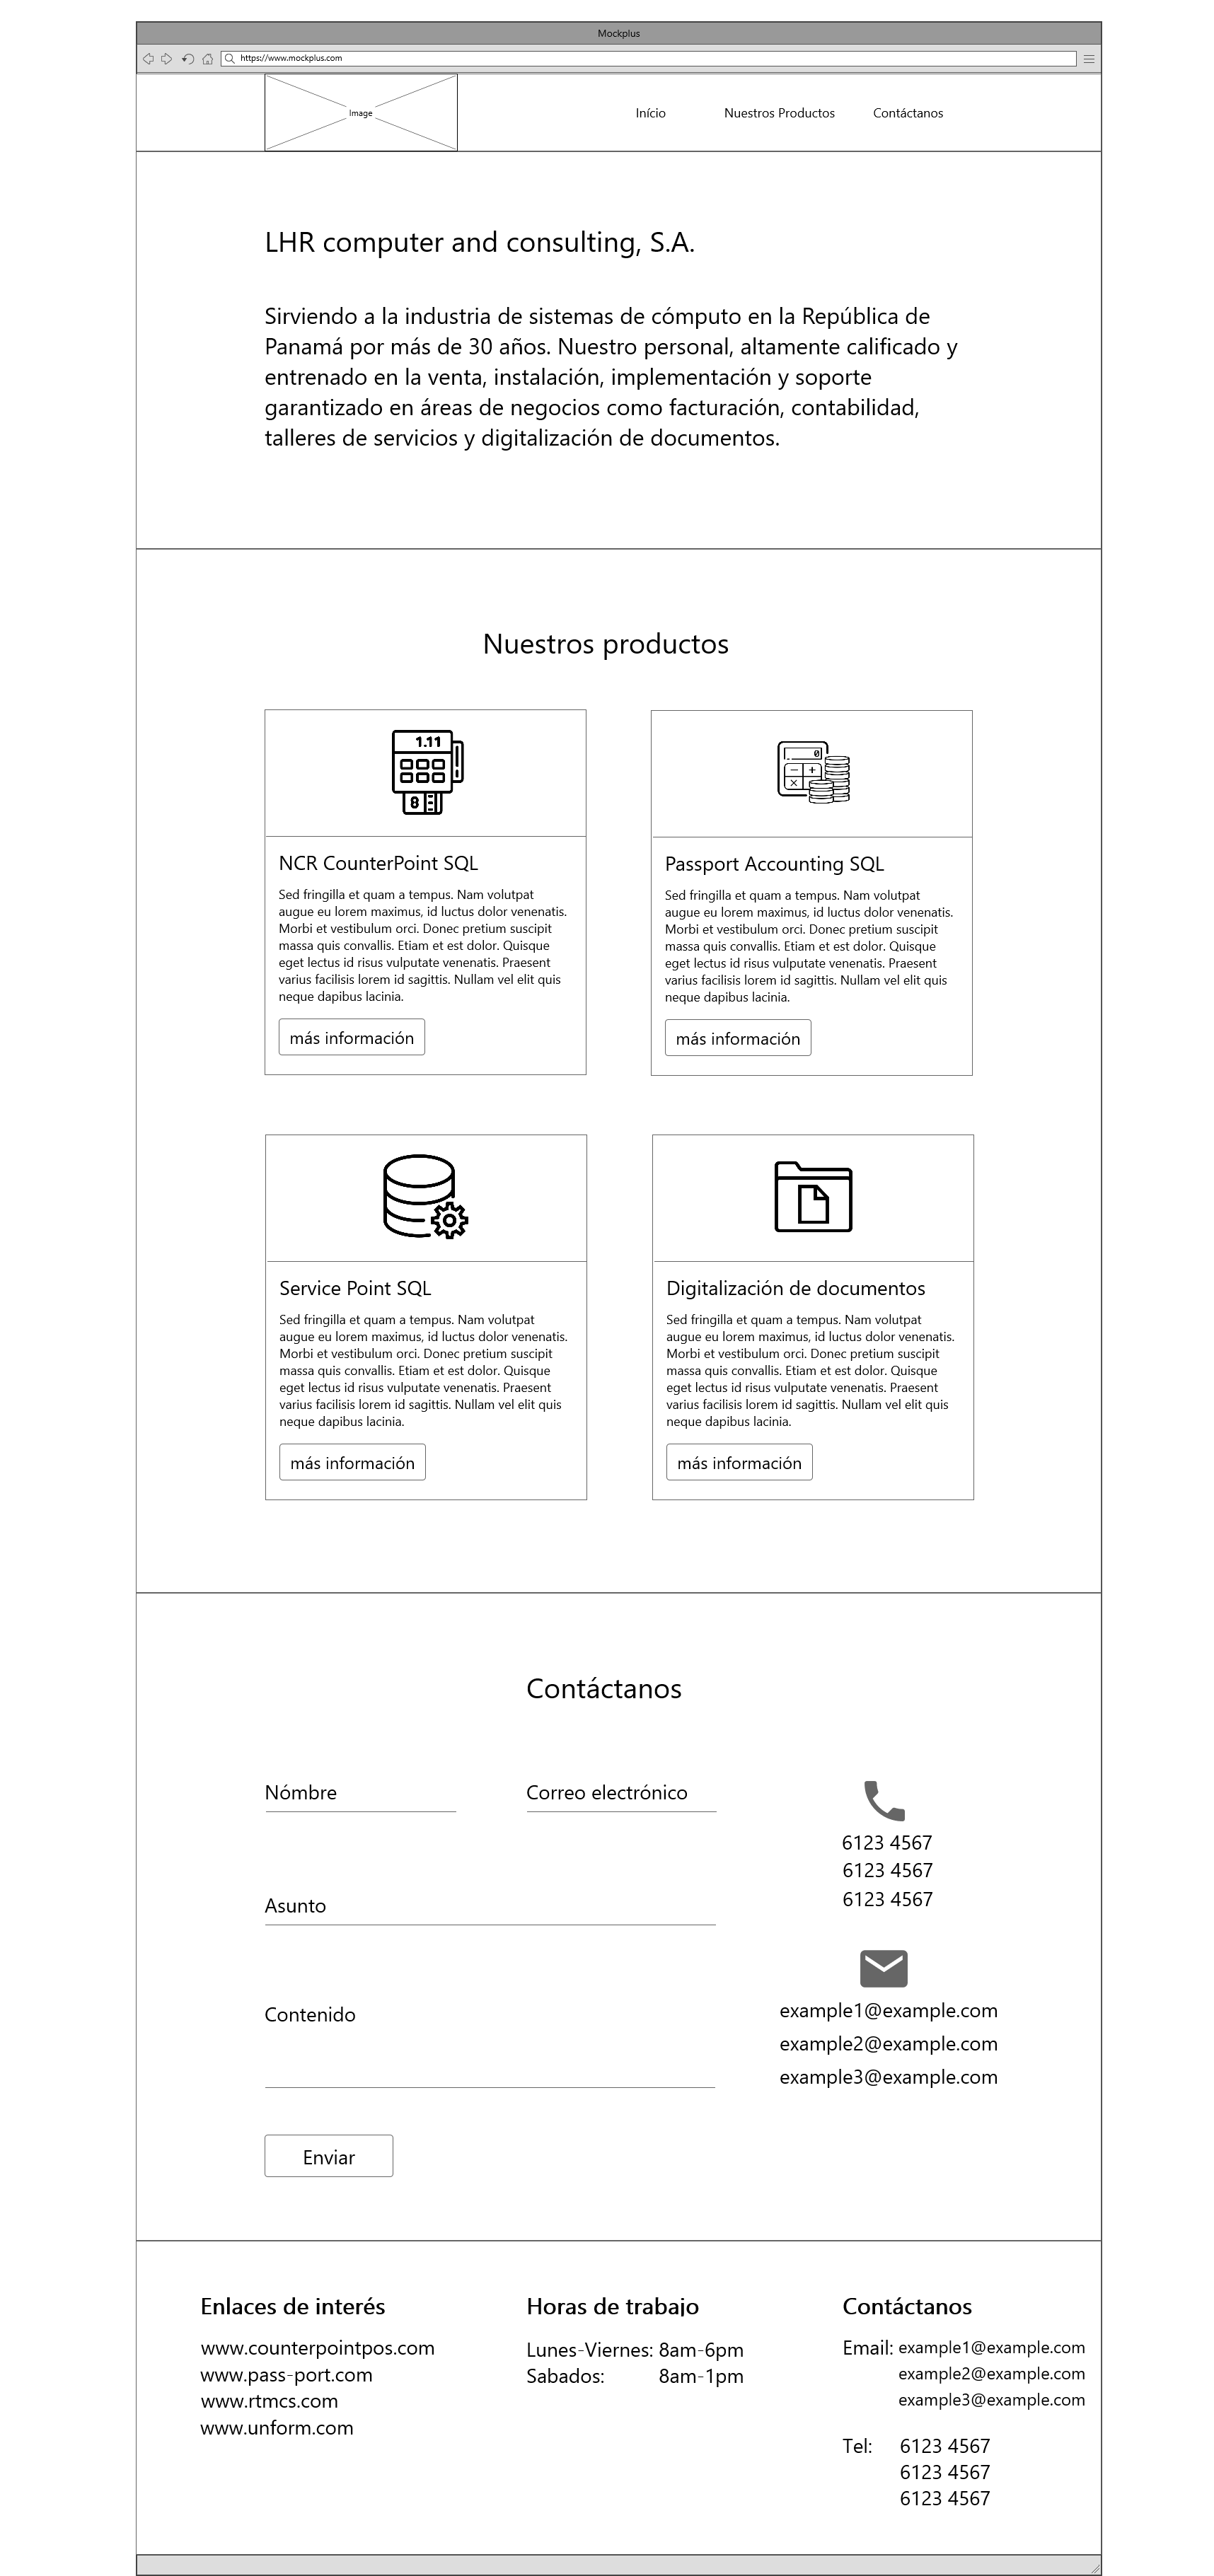 Mockplus
https://www.mockplus.com
Image
Início
Nuestros Productos
Contáctanos
LHR computer and consulting, S.A.
Sirviendo a la industria de sistemas de cómputo en la República de
Panamá por más de 30 años. Nuestro personal, altamente calificado y
entrenado en la venta, instalación, implementación y soporte
garantizado en áreas de negocios como facturación, contabilidad,
talleres de servicios y digitalización de documentos.
Nuestros productos
1.11
8
NCR CounterPoint SQL
Sed fringilla et quam a tempus. Nam volutpat
augue eu lorem maximus, id luctus dolor venenatis.
Morbi et vestibulum orci. Donec pretium suscipit
massa quis convallis. Etiam et est dolor. Quisque
eget lectus id risus vulputate venenatis. Praesent
varius facilisis lorem id sagittis. Nullam vel elit quis
neque dapibus lacinia.
más información
0
Passport Accounting SQL
Sed fringilla et quam a tempus. Nam volutpat
augue eu lorem maximus, id luctus dolor venenatis.
Morbi et vestibulum orci. Donec pretium suscipit
massa quis convallis. Etiam et est dolor. Quisque
eget lectus id risus vulputate venenatis. Praesent
varius facilisis lorem id sagittis. Nullam vel elit quis
neque dapibus lacinia.
más información
Service Point SQL
Sed fringilla et quam a tempus. Nam volutpat
augue eu lorem maximus, id luctus dolor venenatis.
Morbi et vestibulum orci. Donec pretium suscipit
massa quis convallis. Etiam et est dolor. Quisque
eget lectus id risus vulputate venenatis. Praesent
varius facilisis lorem id sagittis. Nullam vel elit quis
neque dapibus lacinia.
más información
Digitalización de documentos
Sed fringilla et quam a tempus. Nam volutpat
augue eu lorem maximus, id luctus dolor venenatis.
Morbi et vestibulum orci. Donec pretium suscipit
massa quis convallis. Etiam et est dolor. Quisque
eget lectus id risus vulputate venenatis. Praesent
varius facilisis lorem id sagittis. Nullam vel elit quis
neque dapibus lacinia.
más información
Contáctanos
Nómbre
Correo electrónico
Asunto
Contenido
Enviar
6123 4567
6123 4567
6123 4567
example1@example.com
example2@example.com
example3@example.com
Enlaces de interés
www.counterpointpos.com
www.pass-port.com
www.rtmcs.com
www.unform.com
Horas de trabajo
Lunes-Viernes: 8am-6pm
Sabados: 8am-1pm
Contáctanos
Email: example1@example.com
example2@example.com
example3@example.com
Tel: 6123 4567
6123 4567
6123 4567